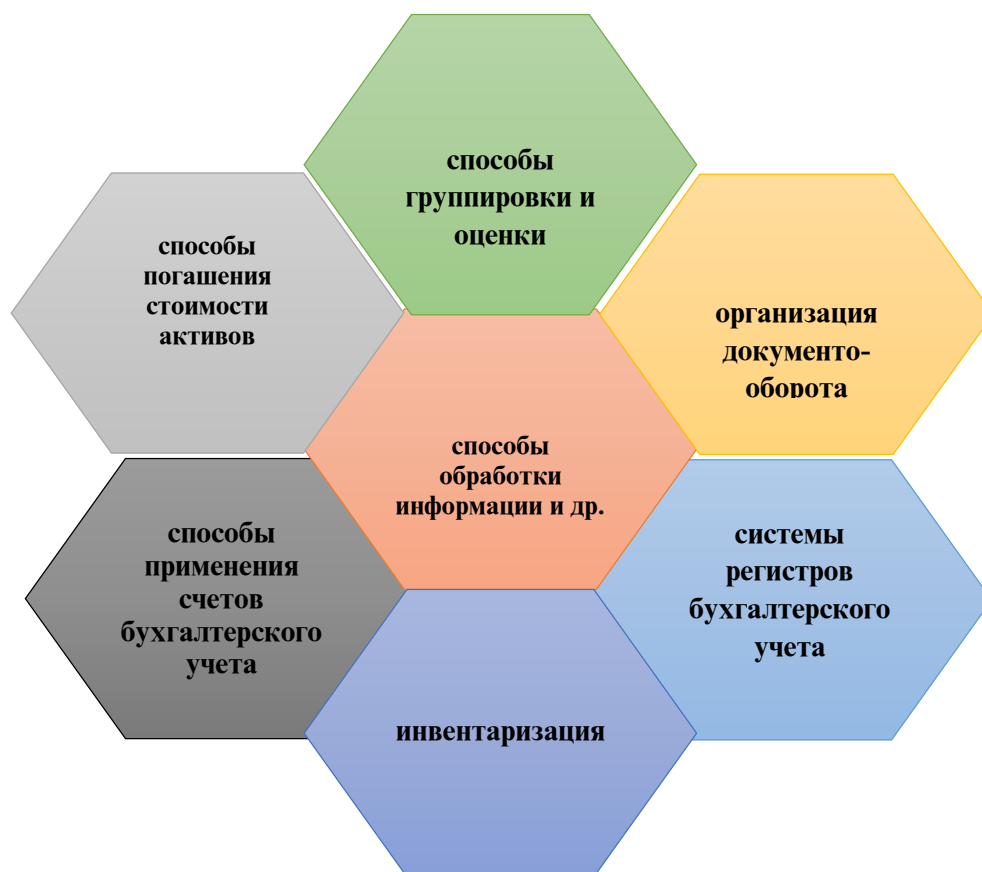 способы
группировки и
оценки
способы
погашения
стоимости
активов
организация
документо-
оборота
способы
обработки
информации и др.
способы
применения
счетов
бухгалтерского
учета
системы
регистров
бухгалтерского
учета
инвентаризация